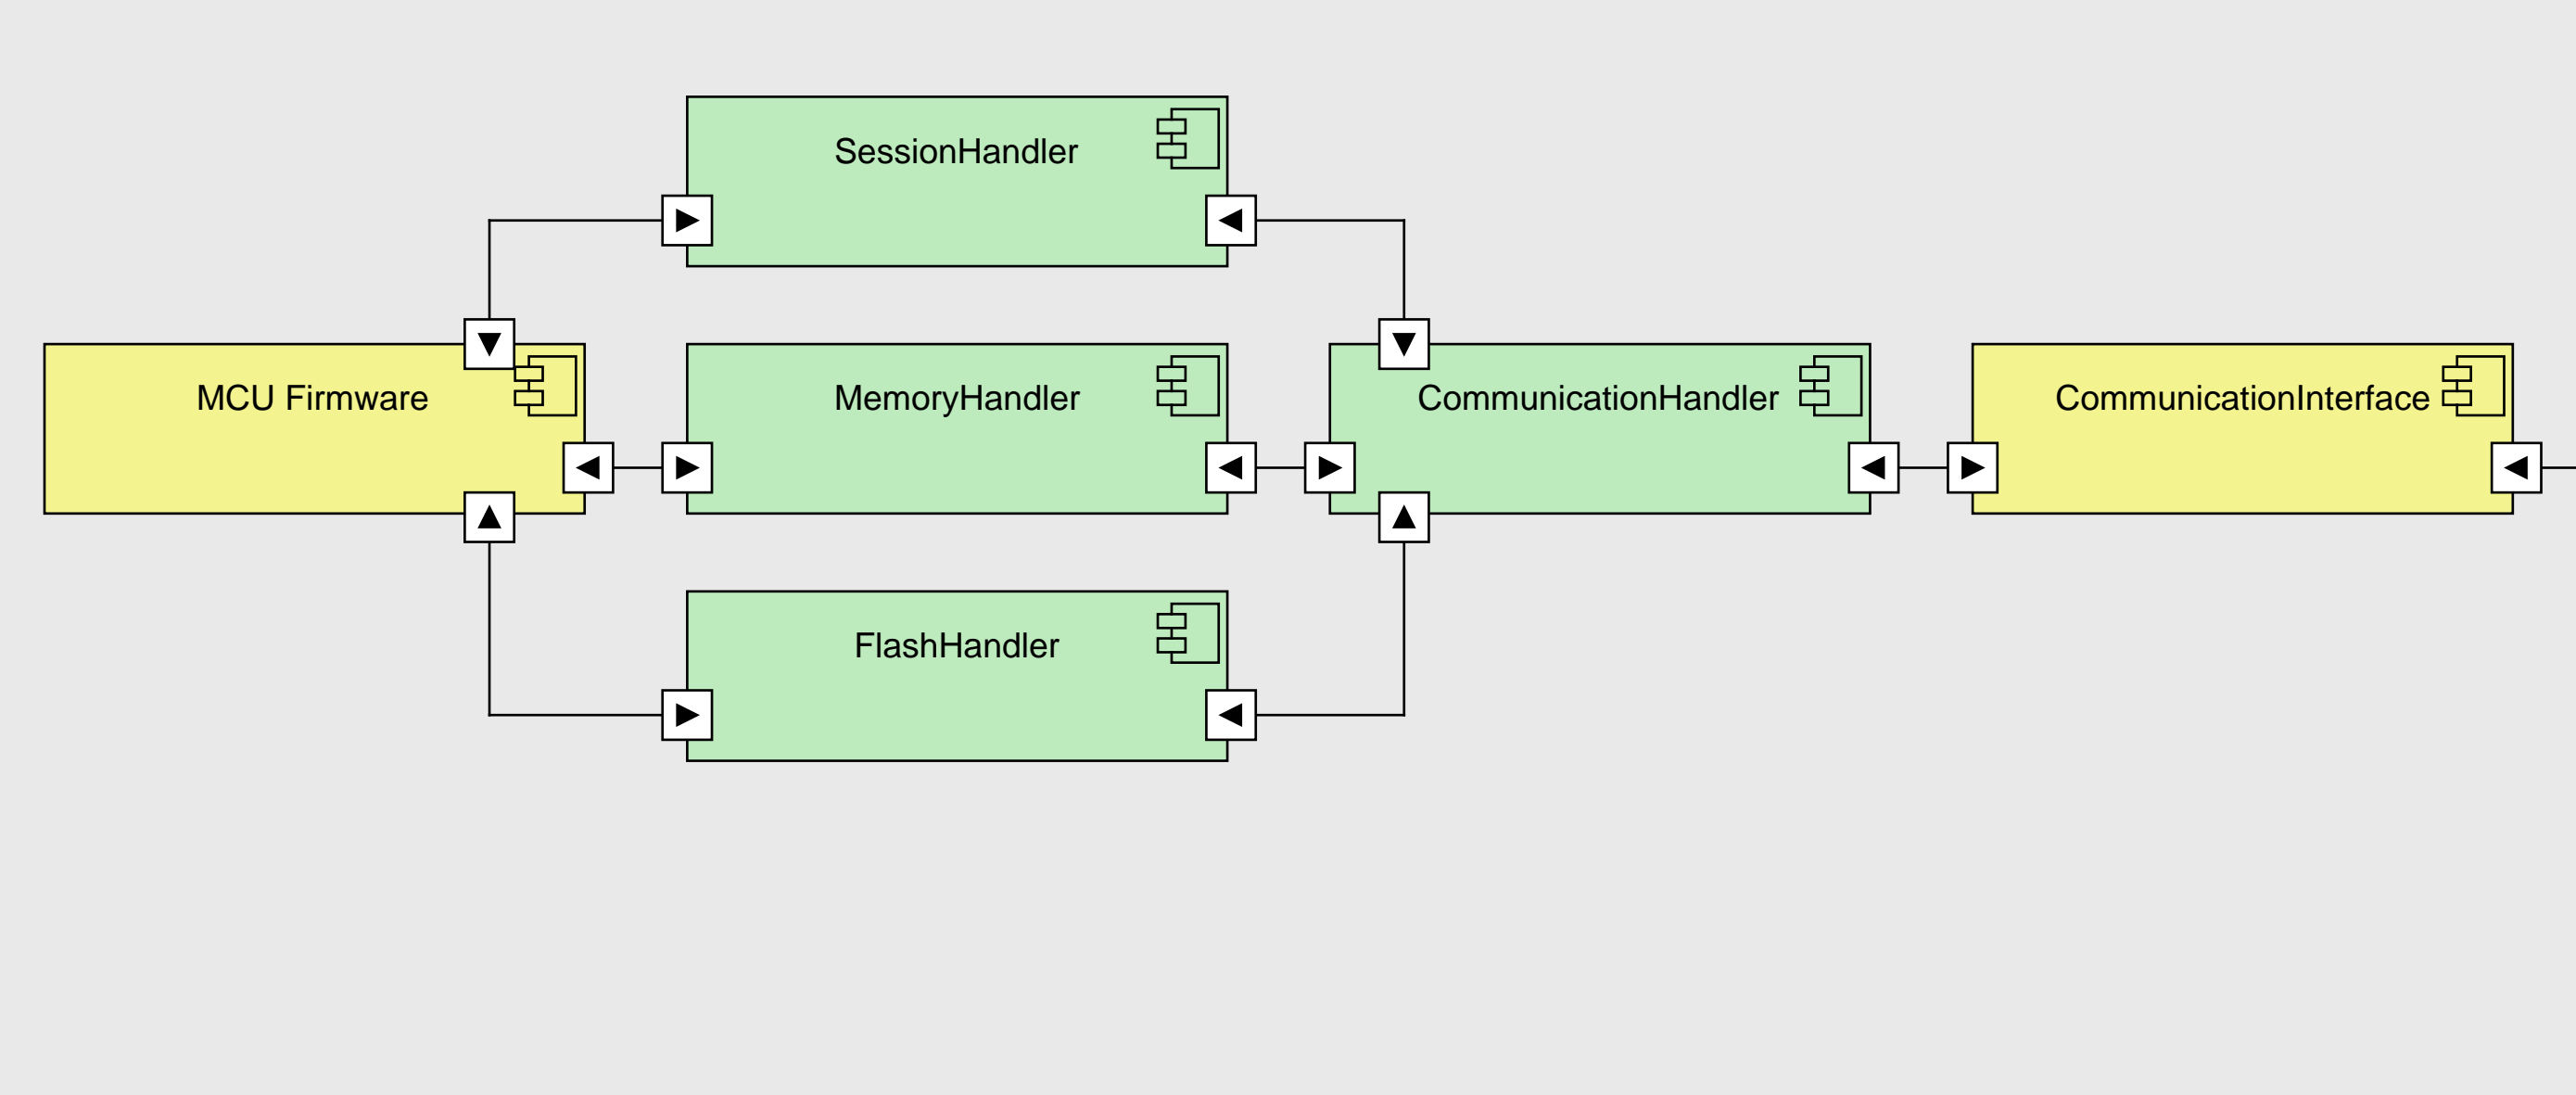 SessionHandler
MCU Firmware
MemoryHandler
CommunicationHandler
CommunicationInterface
FlashHandler